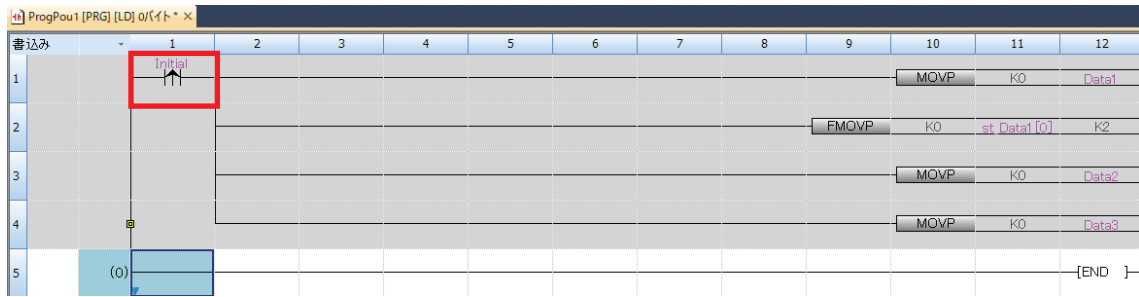 ProgPou1 [PRG] [LD] 0バイト *
書込み 1 2 3 4 5 6 7 8 9 10 11 12
Initial
1 MOVP K0 Data1
2 FMOVP K0 st_Data1 [0] K2
3 MOVP K0 Data2
4 MOVP K0 Data3
5 (0) [END ]